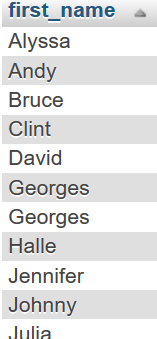 first_name
Alyssa
Andy
Bruce
Clint
David
Georges
Georges
Halle
Jennifer
Johnny
Julia